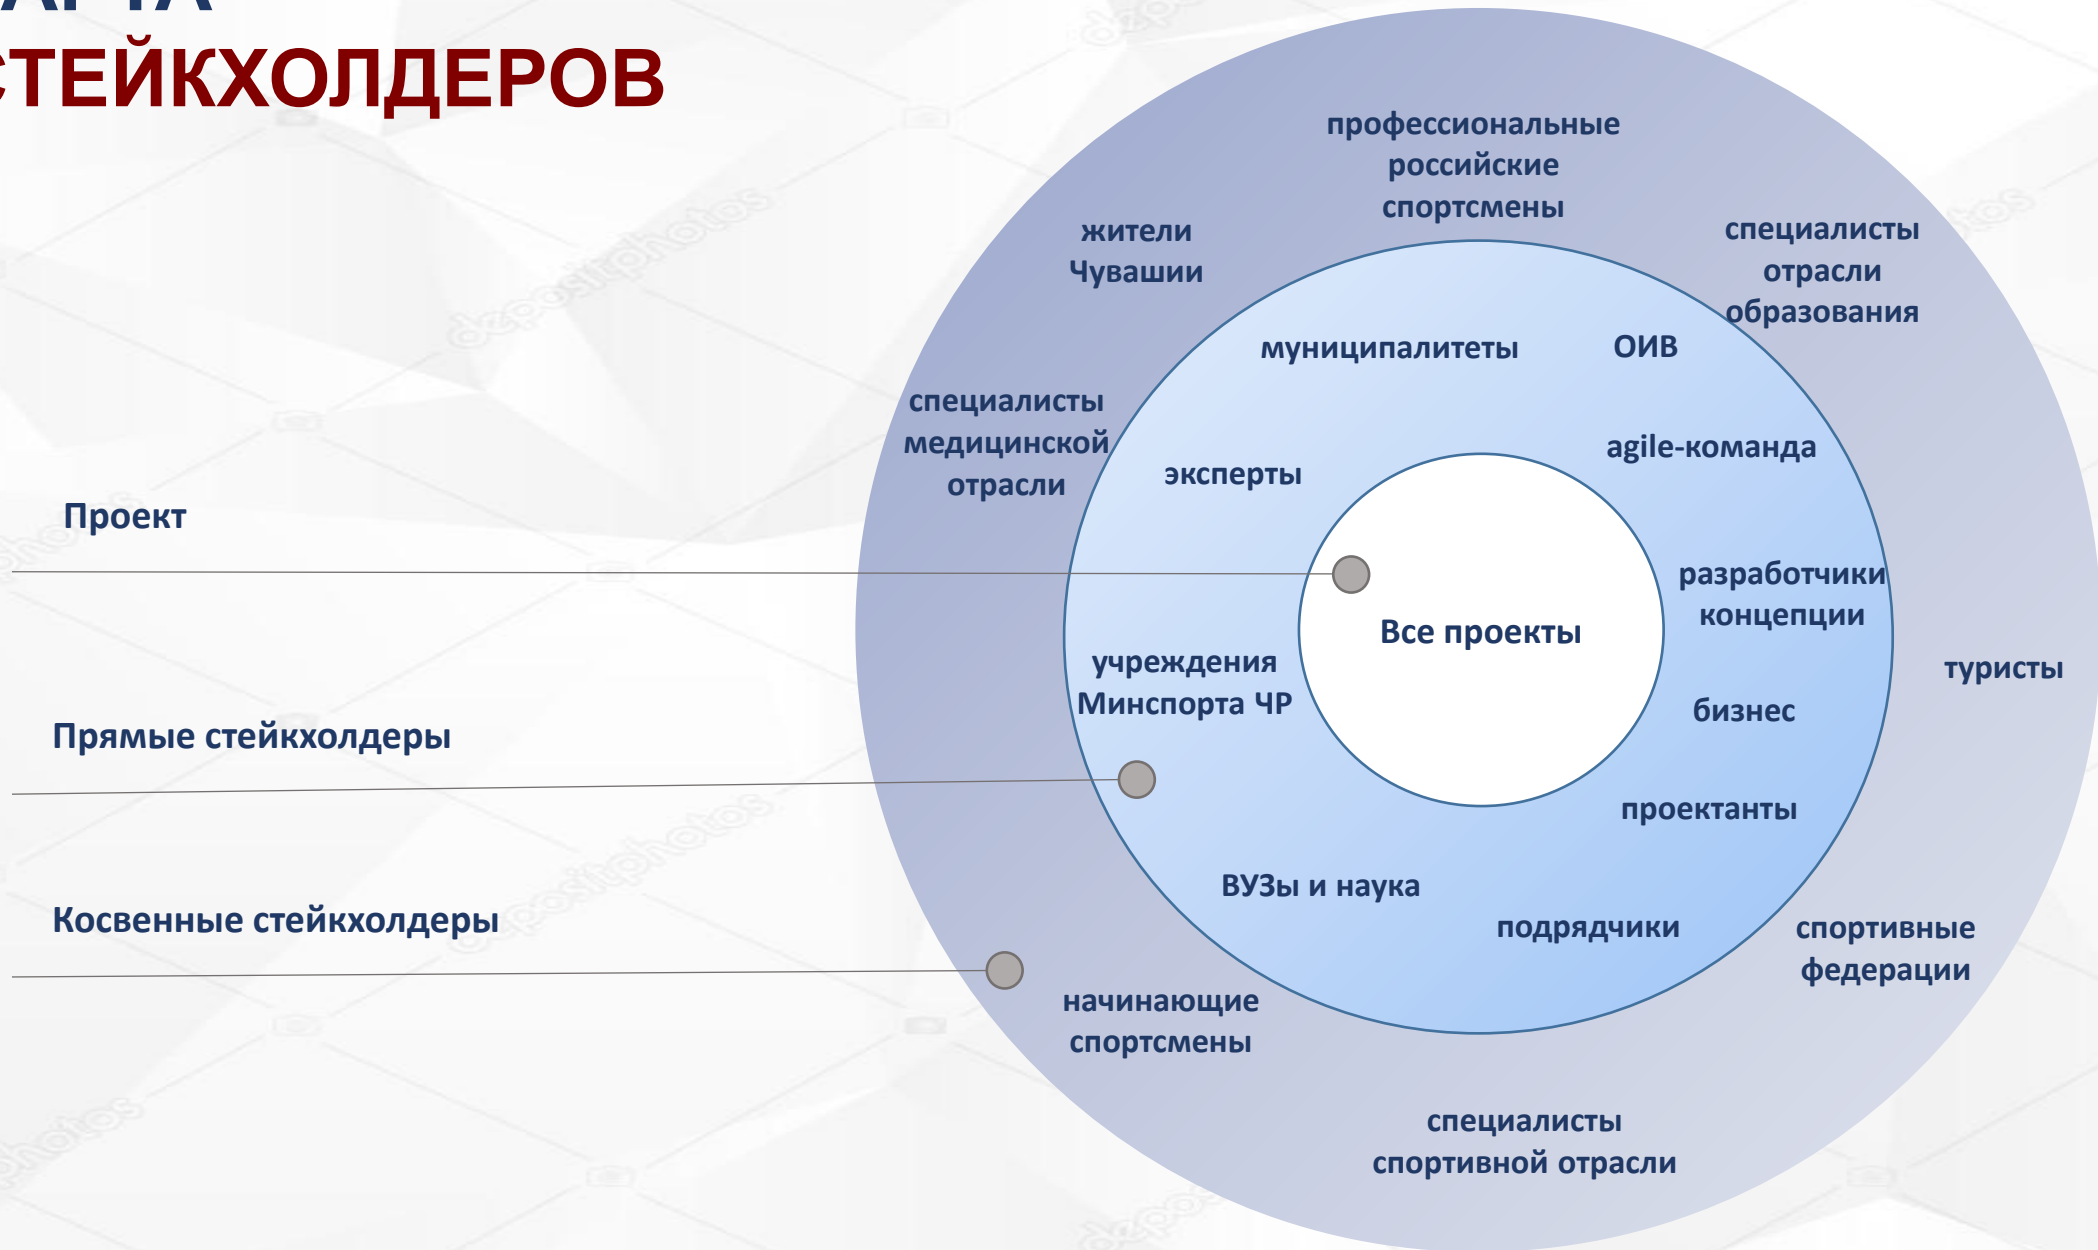 СТЕЙКХОЛДЕРОВ
профессиональные
российские
спортсмены
жители
Чувашии
специалисты
отрасли
образования
муниципалитеты
ОИВ
специалисты
медицинской
отрасли
agile-команда
эксперты
Проект
разработчики
концепции
Все проекты
учреждения
Минспорта ЧР
туристы
бизнес
Прямые стейкхолдеры
проектанты
ВУЗы и наука
Косвенные стейкхолдеры
подрядчики
спортивные
федерации
начинающие
спортсмены
специалисты
спортивной отрасли
depositphotos
depositphotos